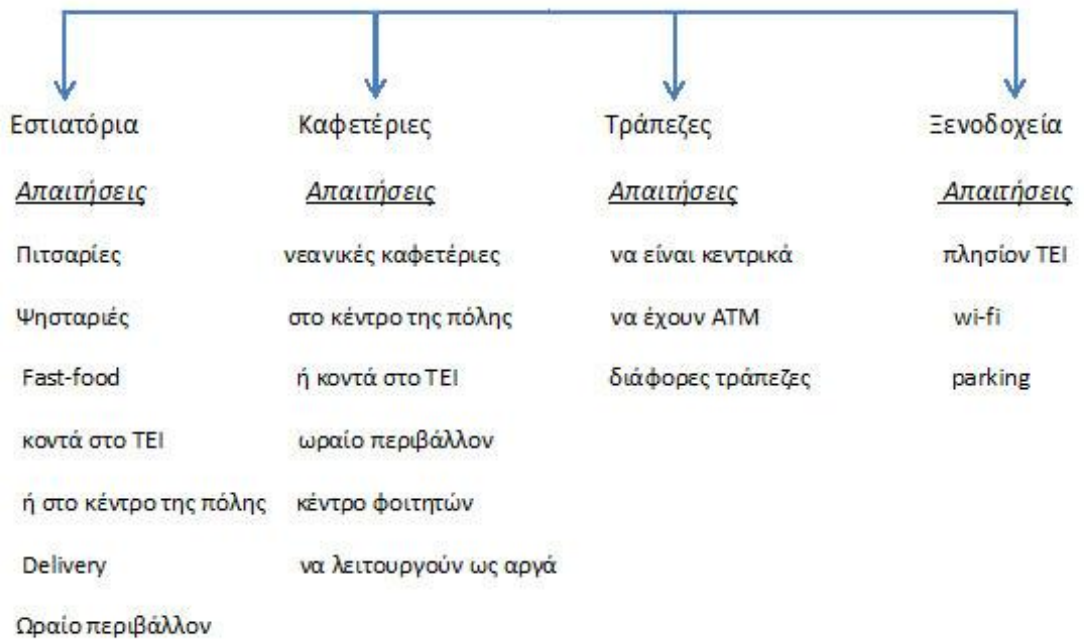 Εστιατόρια
Απαιτήσεις
Πιτσαρίες
Ψησταριές
Fast-food
κοντά στο ΤΕΙ
ή στο κέντρο της πόλης
Delivery
Ωραίο περιβάλλον
Καφετέριες
Απαιτήσεις
νεανικές καφετέριες
στο κέντρο της πόλης
ή κοντά στο ΤΕΙ
ωραίο περιβάλλον
κέντρο φοιτητών
να λειτουργούν ως αργά
Τράπεζες
Απαιτήσεις
να είναι κεντρικά
να έχουν ΑΤΜ
διάφορες τράπεζες
Ξενοδοχεία
Απαιτήσεις
πλησίον ΤΕΙ
wi-fi
parking